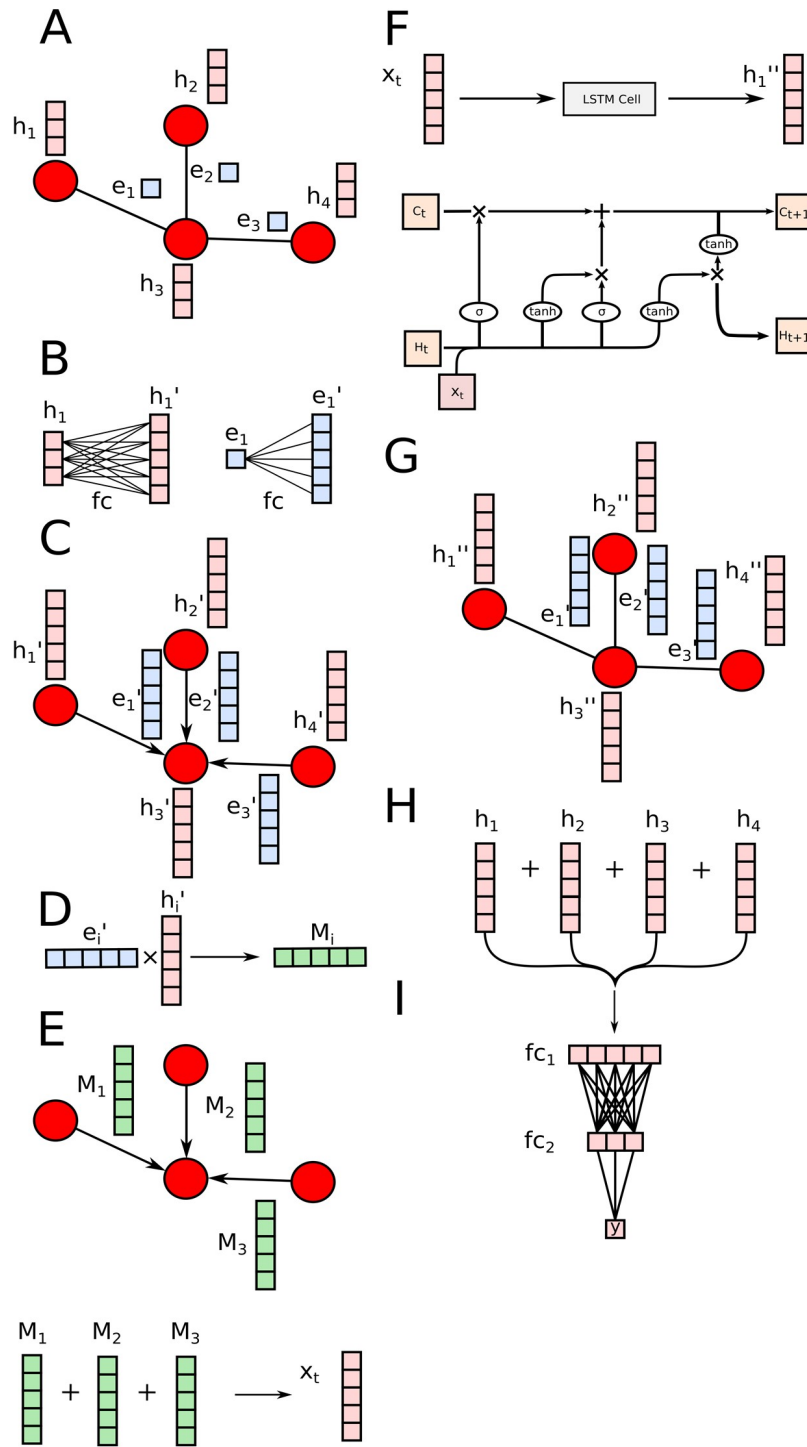 A
h₁
h₂
e₁
e₂
e₃
h₄
h₃
B
h₁
h₁'
fc
e₁
e₁'
fc
C
h₁'
h₂'
e₁'
e₂'
h₄'
h₃'
e₃'
D
eᵢ'
×
hᵢ'
Mᵢ
E
M₁
M₂
M₃
M₁
+
M₂
+
M₃
xₜ
F
xₜ
LSTM Cell
h₁''
Cₜ
×
+
Cₜ₊₁
tanh
×
×
σ
tanh
σ
tanh
Hₜ
Hₜ₊₁
xₜ
G
h₁''
h₂''
e₁'
e₂'
e₃'
h₄''
h₃''
H
h₁
+
h₂
+
h₃
+
h₄
I
fc₁
fc₂
y